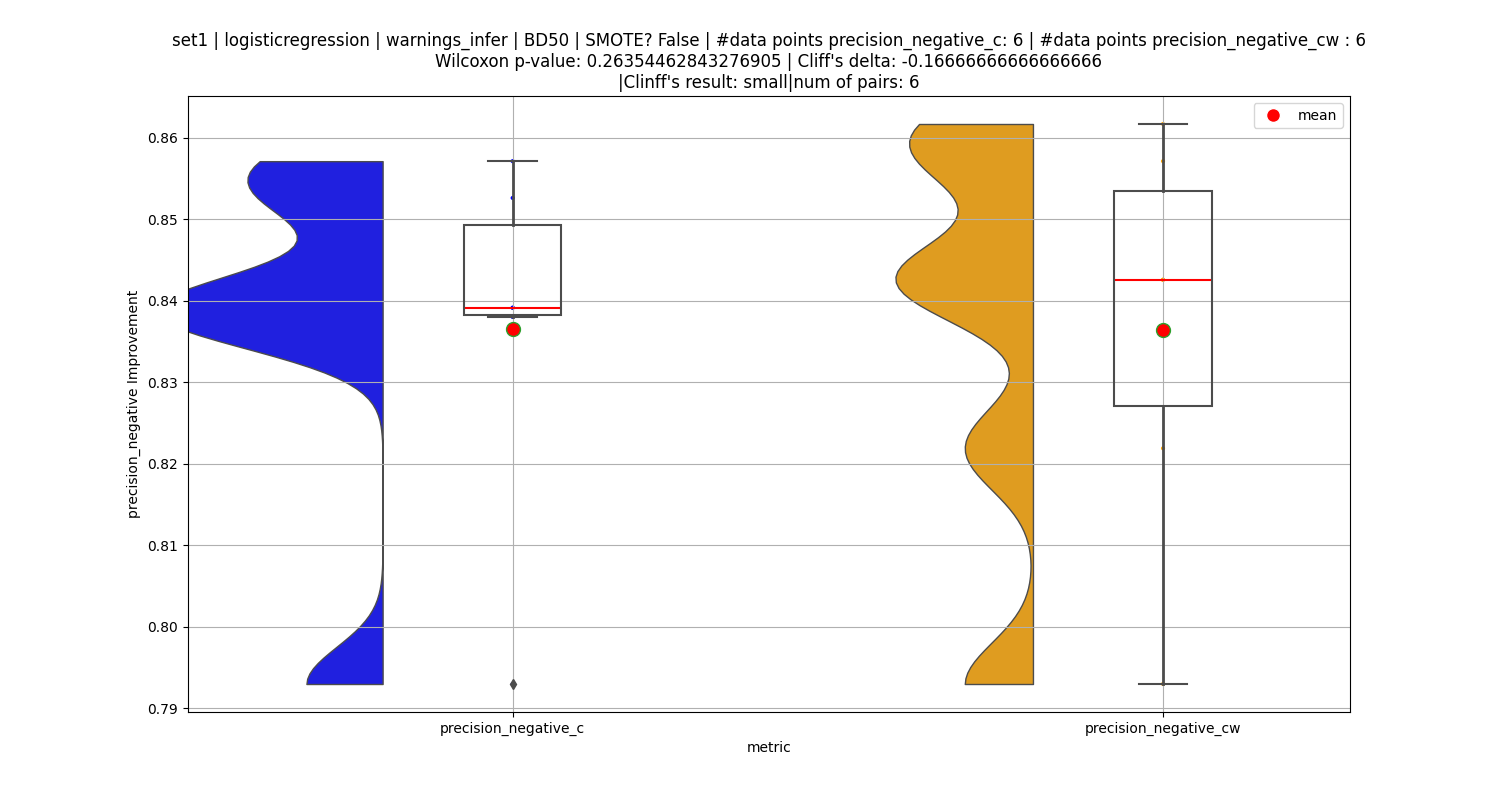 set1 | logisticregression | warnings_infer | BD50 | SMOTE? False | #data points precision_negative_c: 6 | #data points precision_negative_cw : 6
Wilcoxon p-value: 0.26354462843276905 | Cliff's delta: -0.16666666666666666
|Clinff's result: small|num of pairs: 6
mean
0.86
0.85
0.84
0.83
0.82
0.81
0.80
0.79
precision_negative Improvement
precision_negative_c
precision_negative_cw
metric